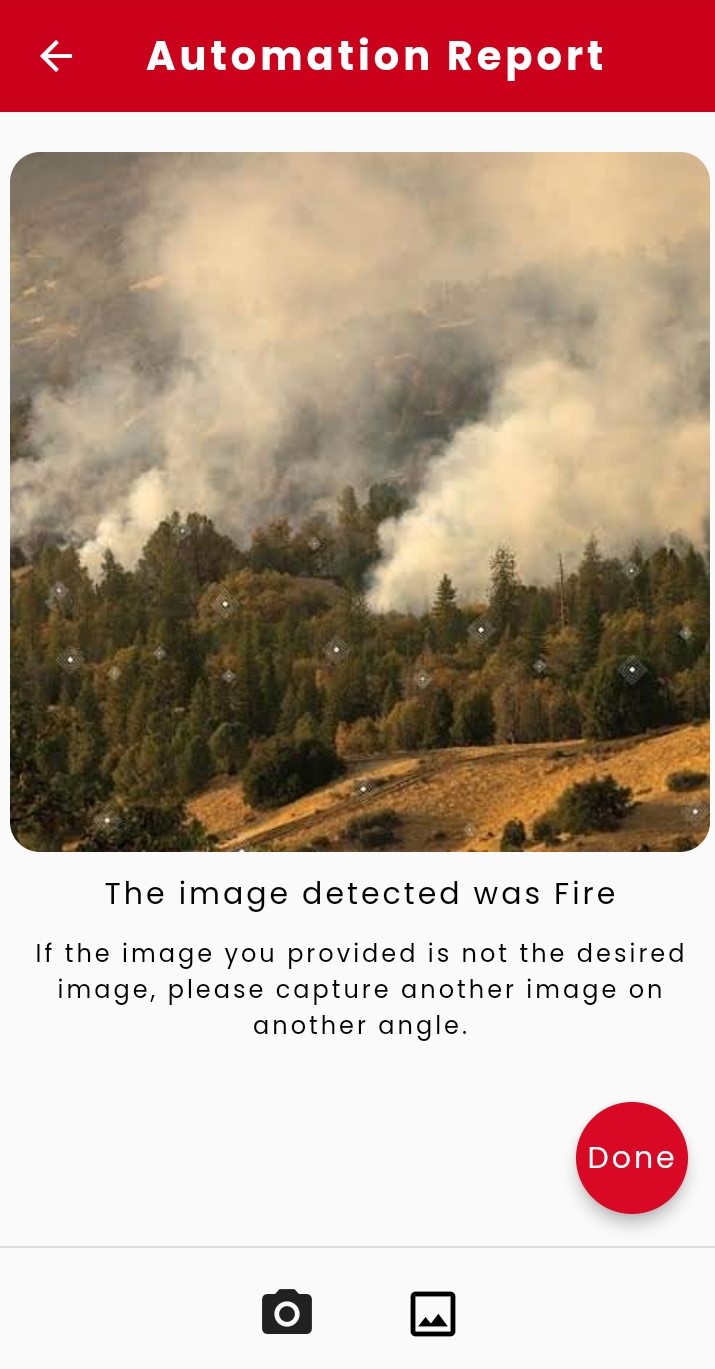 Automation Report
The image detected was Fire
If the image you provided is not the desired
image, please capture another image on
another angle.
Done